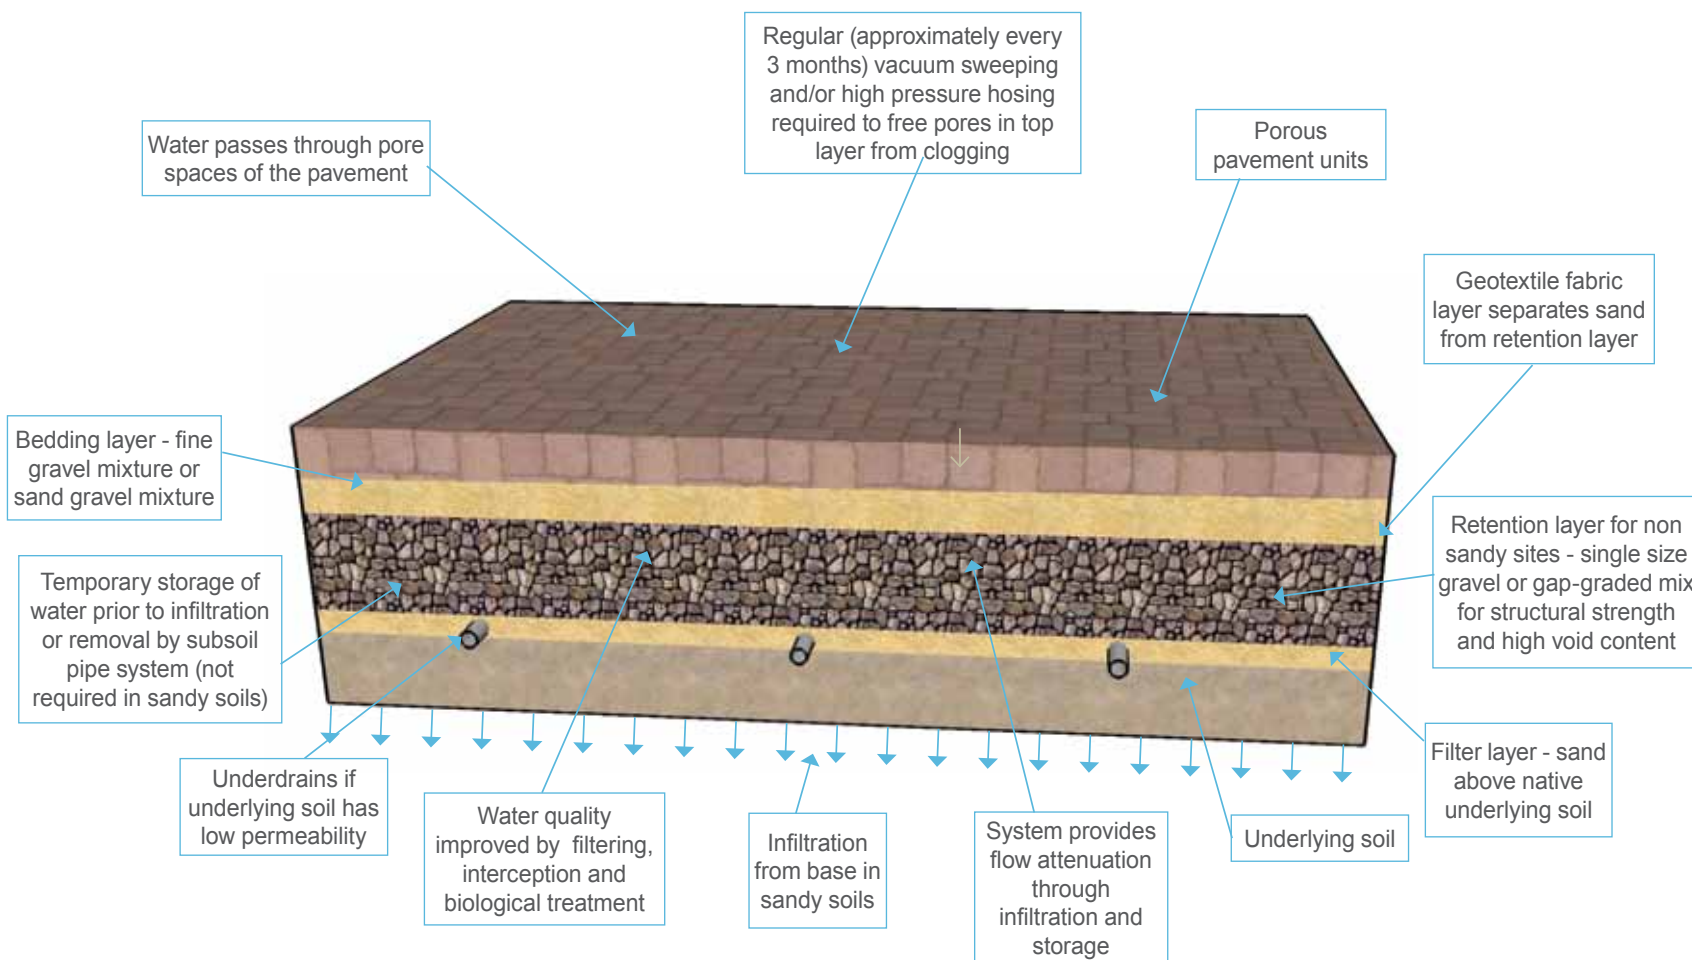 Regular (approximately every
3 months) vacuum sweeping
and/or high pressure hosing
required to free pores in top
layer from clogging
Water passes through pore
spaces of the pavement
Porous
pavement units
Geotextile fabric
layer separates sand
from retention layer
Bedding layer - fine
gravel mixture or
sand gravel mixture
Retention layer for non
sandy sites - single size
gravel or gap-graded mix
for structural strength
and high void content
Temporary storage of
water prior to infiltration
or removal by subsoil
pipe system (not
required in sandy soils)
Filter layer - sand
above native
underlying soil
Underdrains if
underlying soil has
low permeability
Water quality
improved by  filtering,
interception and
biological treatment
Infiltration
from base in
sandy soils
System provides
flow attenuation
through
infiltration and
storage
Underlying soil